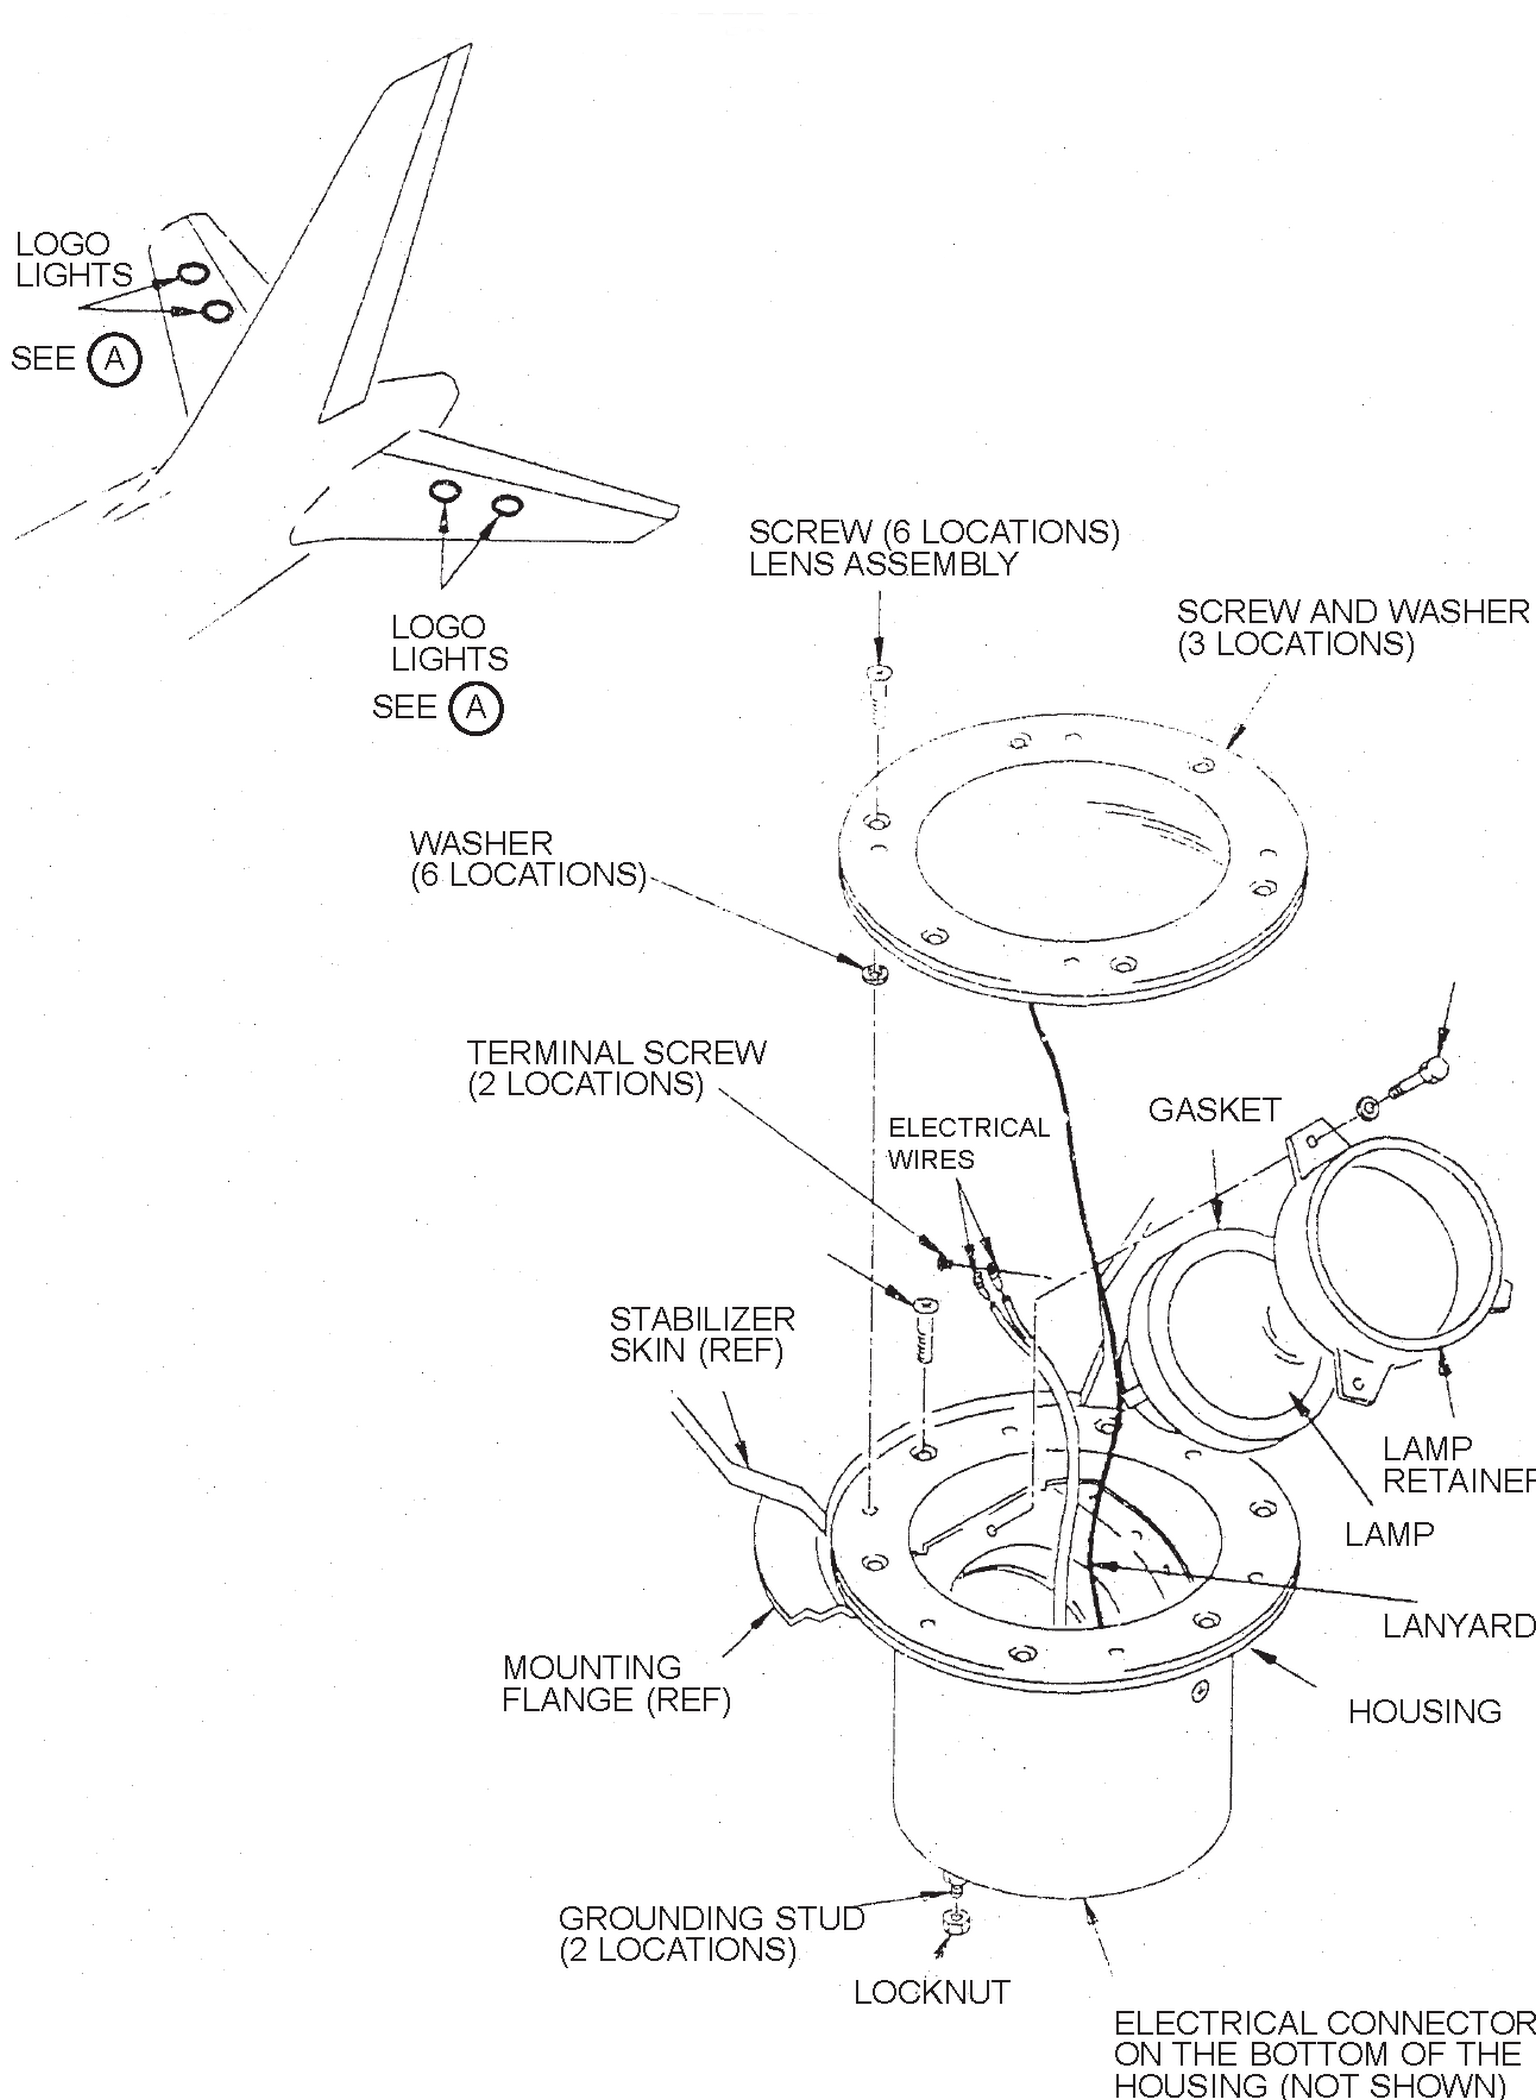 LOGO
LIGHTS
SEE A
LOGO
LIGHTS
SEE A
SCREW (6 LOCATIONS)
LENS ASSEMBLY
SCREW AND WASHER
(3 LOCATIONS)
WASHER
(6 LOCATIONS)
TERMINAL SCREW
(2 LOCATIONS)
ELECTRICAL
WIRES
GASKET
STABILIZER
SKIN (REF)
LAMP
RETAINER
LAMP
LANYARD
MOUNTING
FLANGE (REF)
HOUSING
GROUNDING STUD
(2 LOCATIONS)
LOCKNUT
ELECTRICAL CONNECTOR
ON THE BOTTOM OF THE
HOUSING (NOT SHOWN)